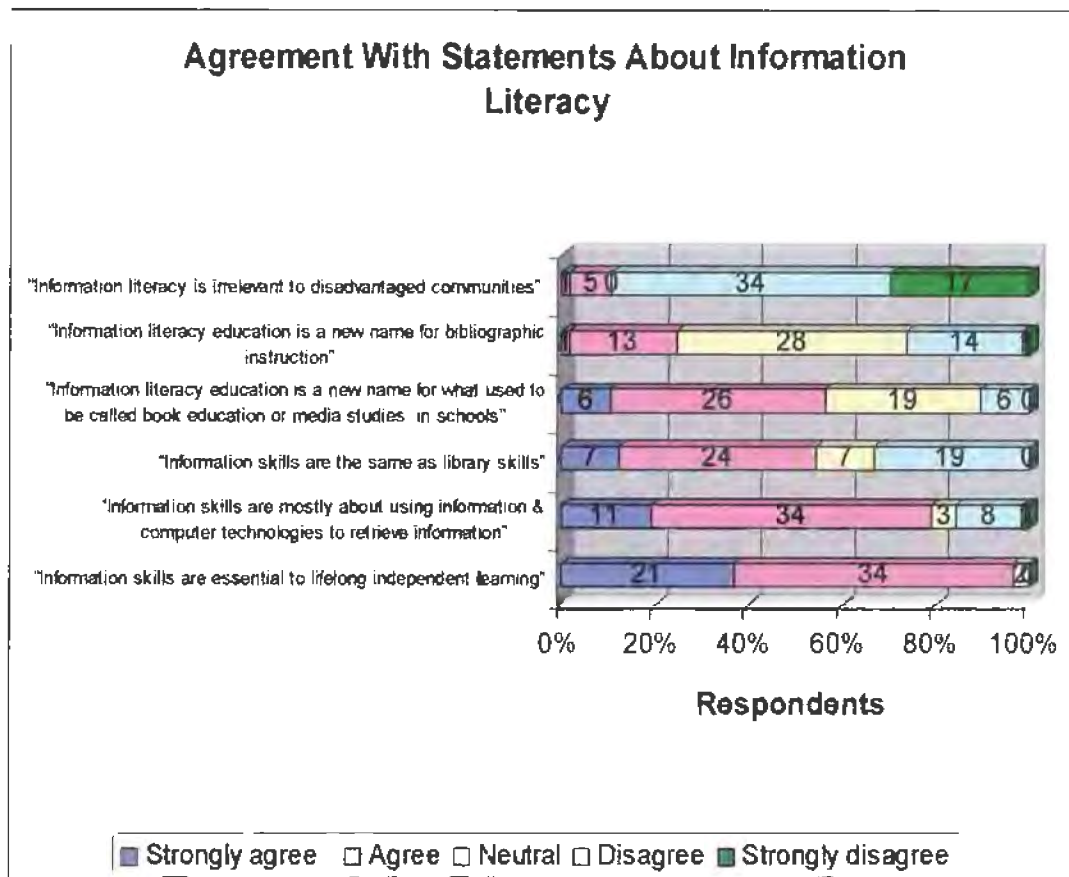 Agreement With Statements About Information
Literacy
"Information literacy is irrelevant to disadvantaged communities"
5 0 34 17
"Information literacy education is a new name for bibliographic
instruction"
13 28 14
"Information literacy education is a new name for what used to
be called book education or media studies in schools"
6 26 19 6 0
"Information skills are the same as library skills"
7 24 7 19 0
"Information skills are mostly about using information &
computer technologies to retrieve information"
11 34 3 8
"Information skills are essential to lifelong independent learning"
21 34
0% 20% 40% 60% 80% 100%
Respondents
Strongly agree Agree Neutral Disagree Strongly disagree